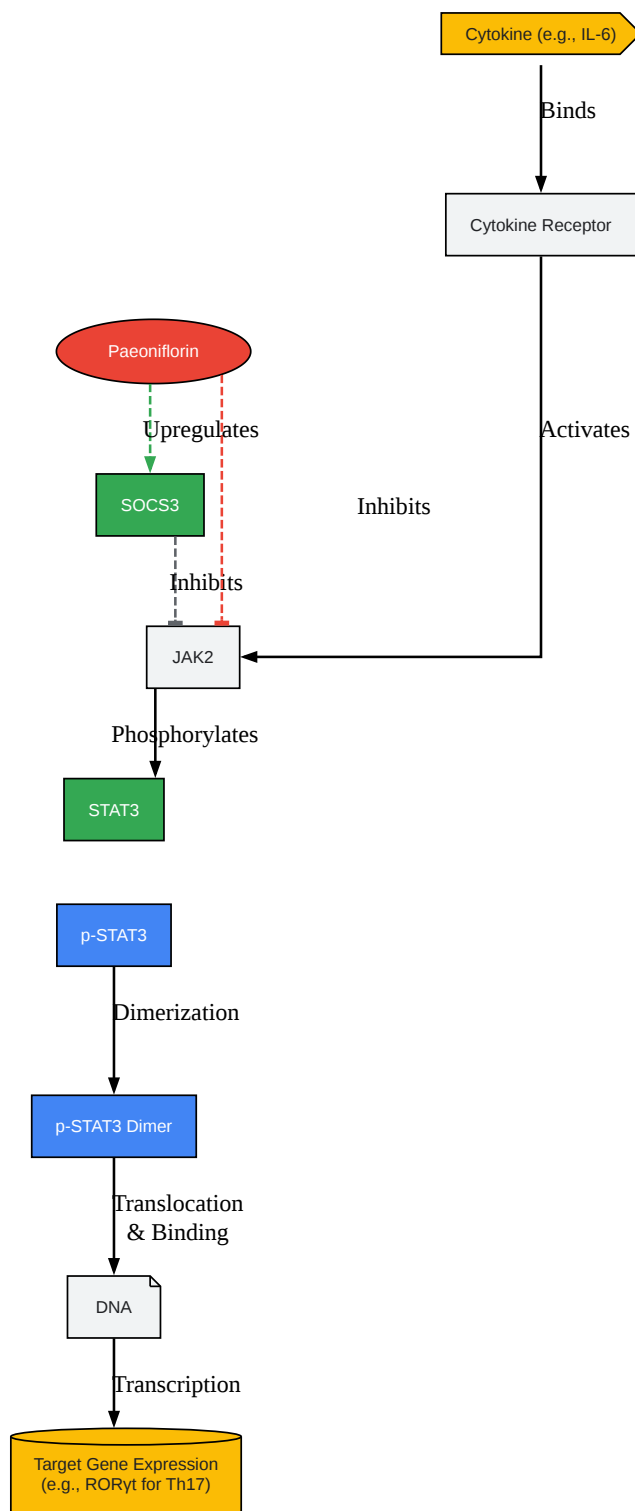 Cytokine (e.g., IL-6)
Binds
Cytokine Receptor
Paeoniflorin
Upregulates
Activates
SOCS3
Inhibits
Inhibits
JAK2
Phosphorylates
STAT3
p-STAT3
Dimerization
p-STAT3 Dimer
Translocation
& Binding
DNA
Transcription
Target Gene Expression
(e.g., RORγt for Th17)